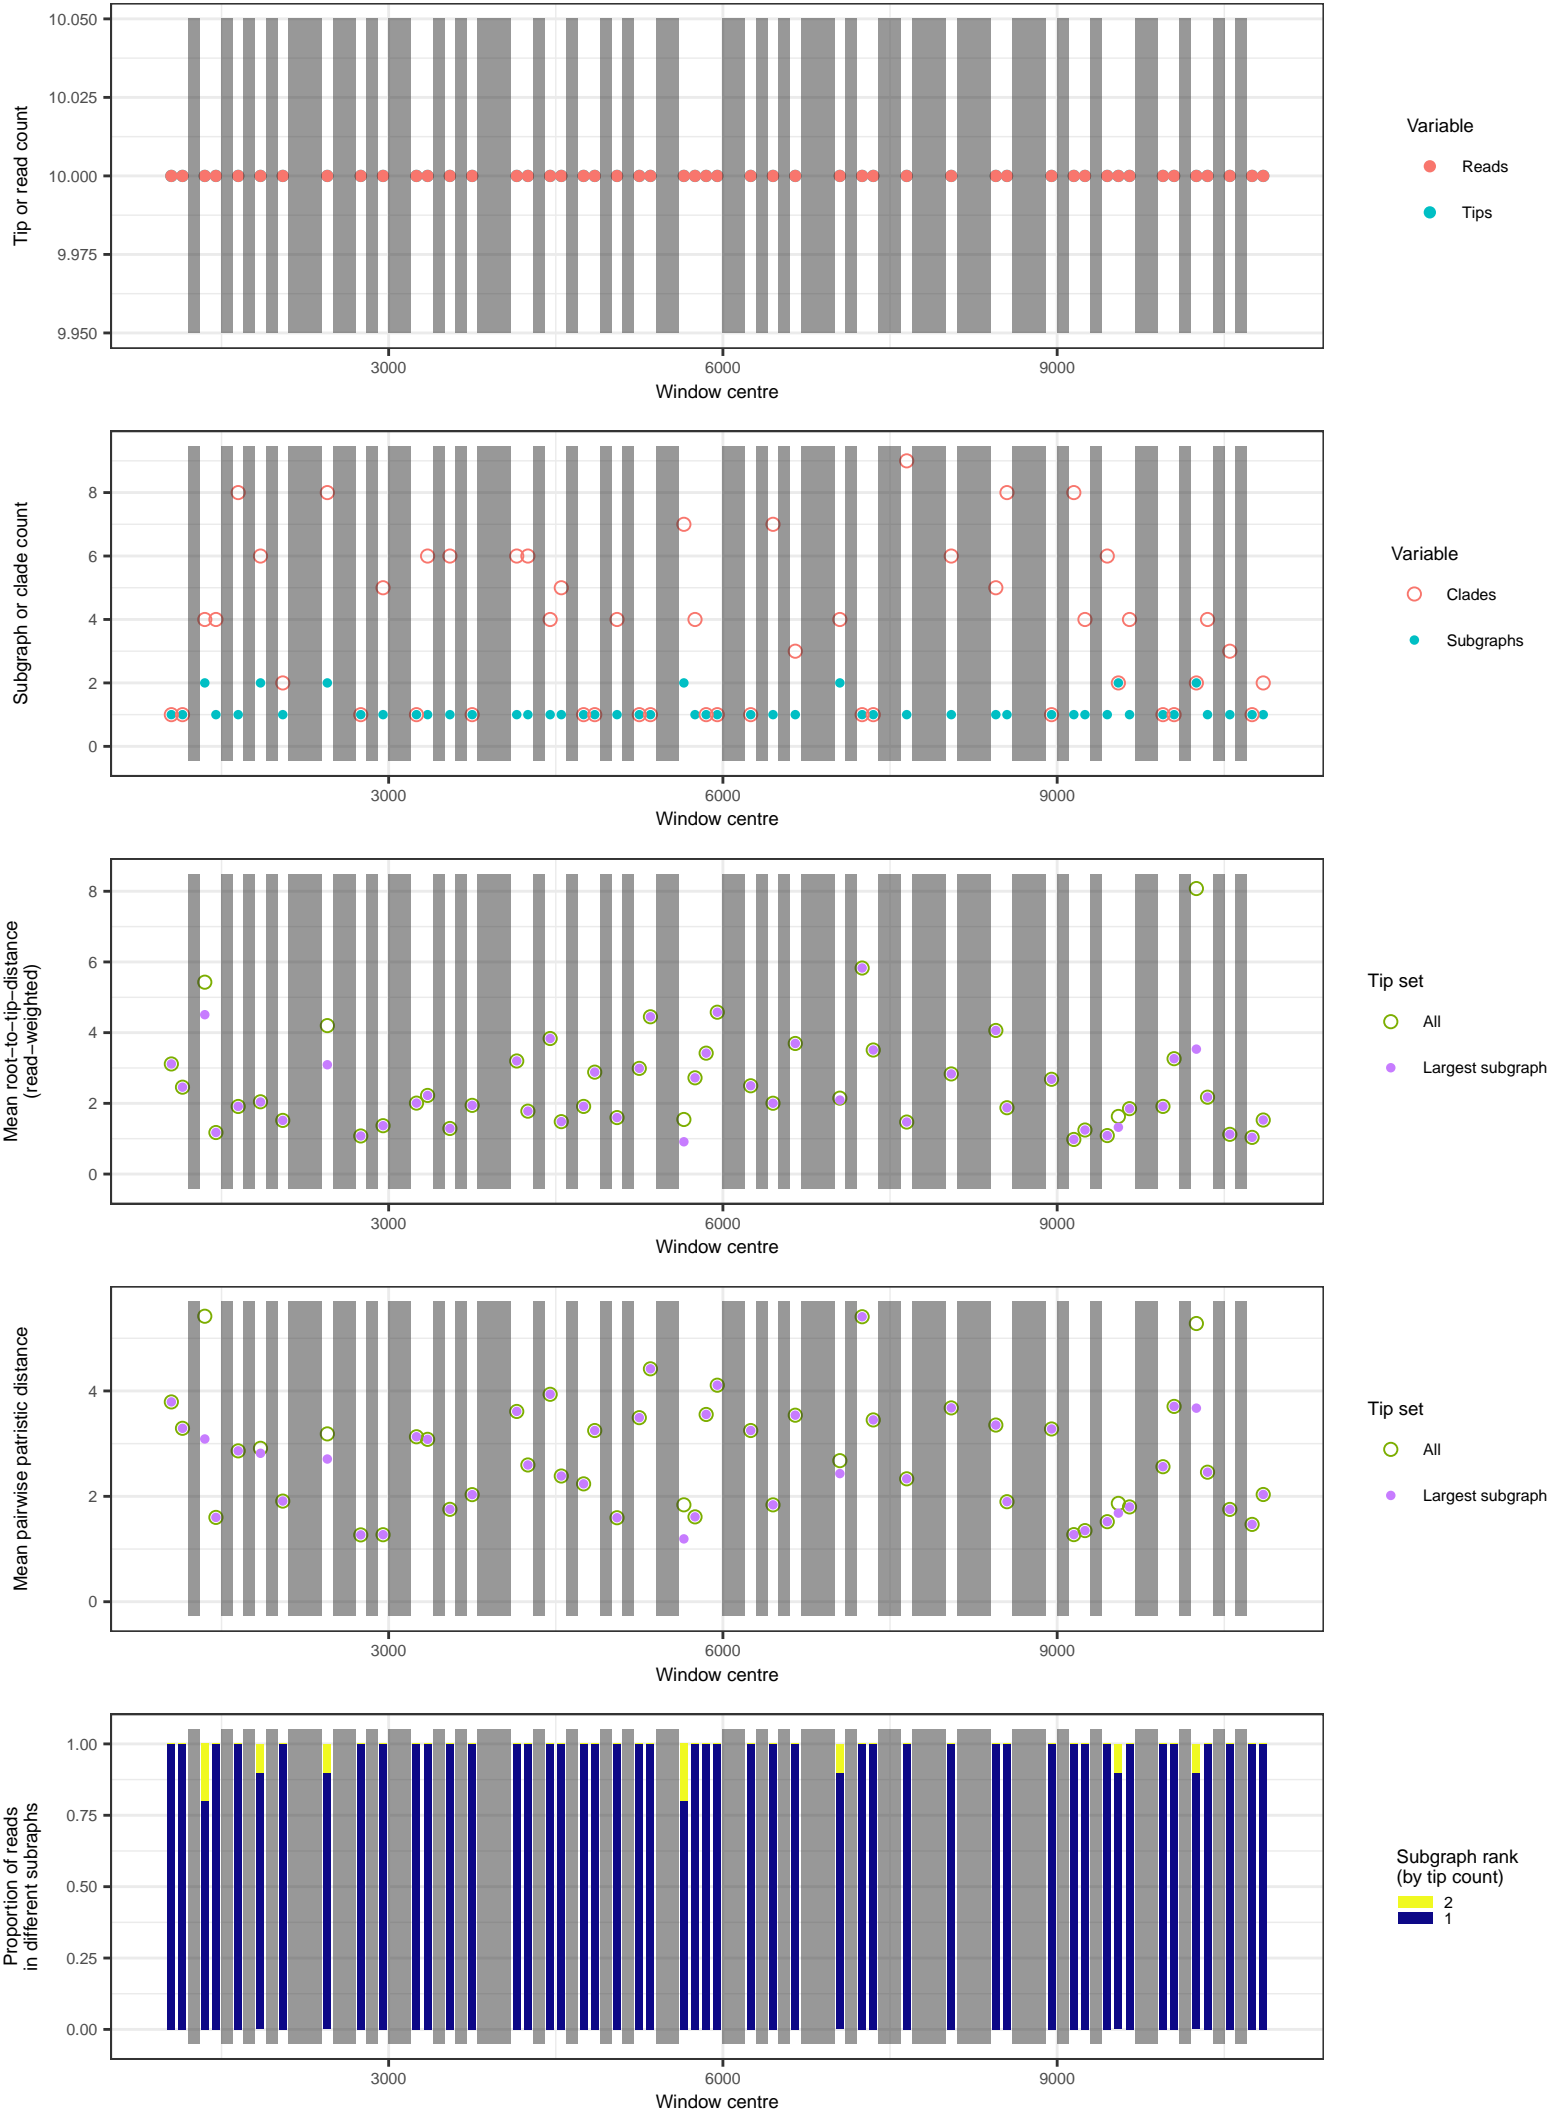 10.050
10.025
10.000
9.975
9.950
Tip or read count
3000
6000
9000
Window centre
Variable
Reads
Tips
8
6
4
2
0
Subgraph or clade count
3000
6000
9000
Window centre
Variable
Clades
Subgraphs
8
6
4
2
0
Mean root−to−tip−distance
(read−weighted)
3000
6000
9000
Window centre
Tip set
All
Largest subgraph
4
2
0
Mean pairwise patristic distance
3000
6000
9000
Window centre
Tip set
All
Largest subgraph
1.00
0.75
0.50
0.25
0.00
Proportion of reads
in different subraphs
3000
6000
9000
Window centre
Subgraph rank
(by tip count)
2
1